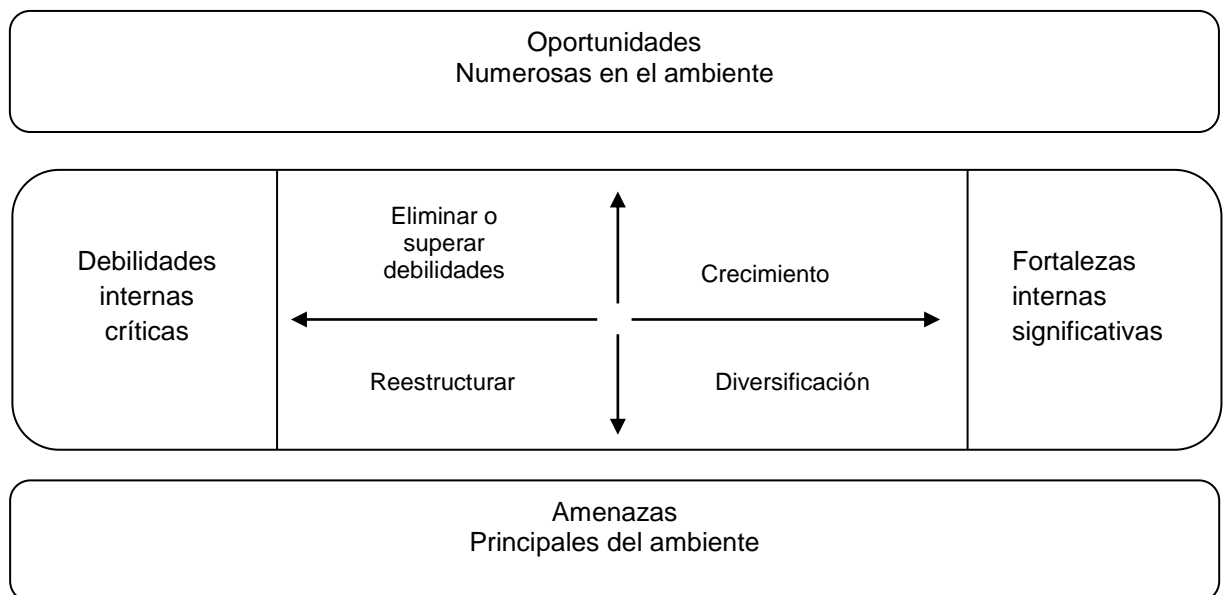 Oportunidades
Numerosas en el ambiente
Debilidades
internas
críticas
Eliminar o
superar
debilidades
Crecimiento
Reestructurar
Diversificación
Fortalezas
internas
significativas
Amenazas
Principales del ambiente